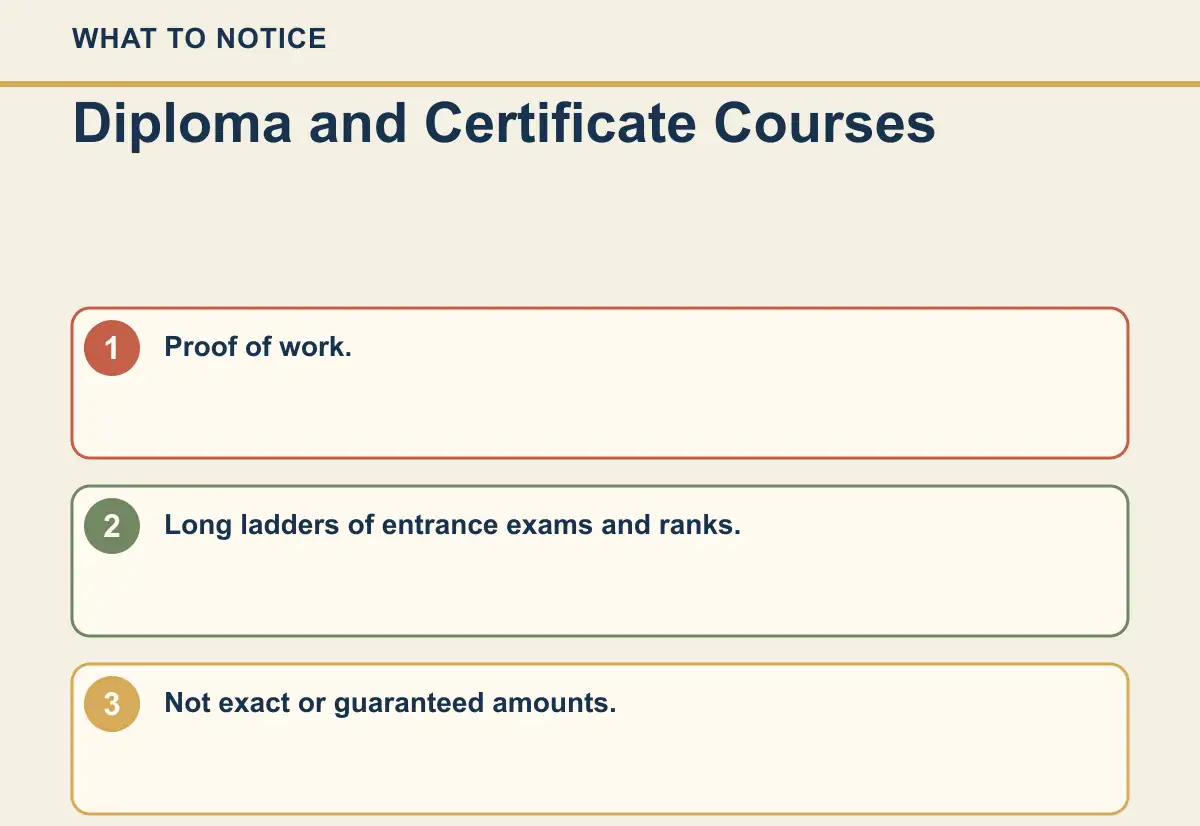 WHAT TO NOTICE
Diploma and Certificate Courses
1 Proof of work.
2 Long ladders of entrance exams and ranks.
3 Not exact or guaranteed amounts.